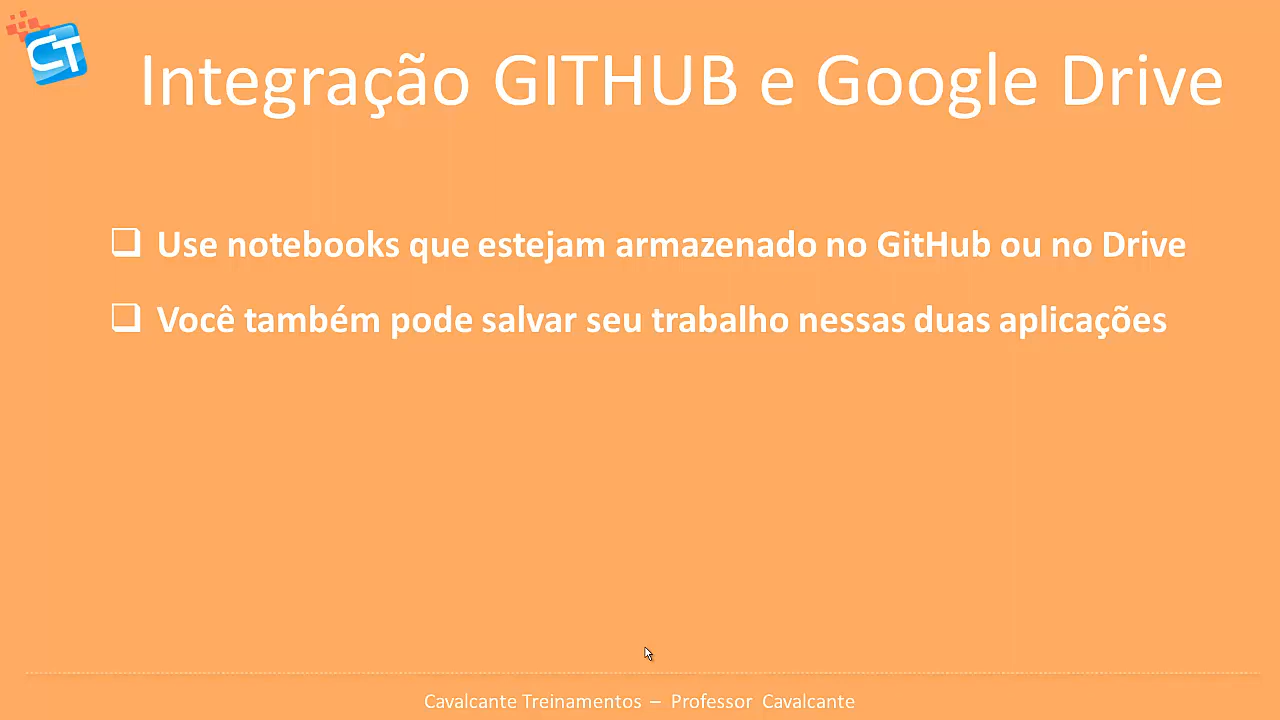 CT
Integração GITHUB e Google Drive
Use notebooks que estejam armazenado no GitHub ou no Drive
Você também pode salvar seu trabalho nessas duas aplicações
Cavalcante Treinamentos – Professor Cavalcante